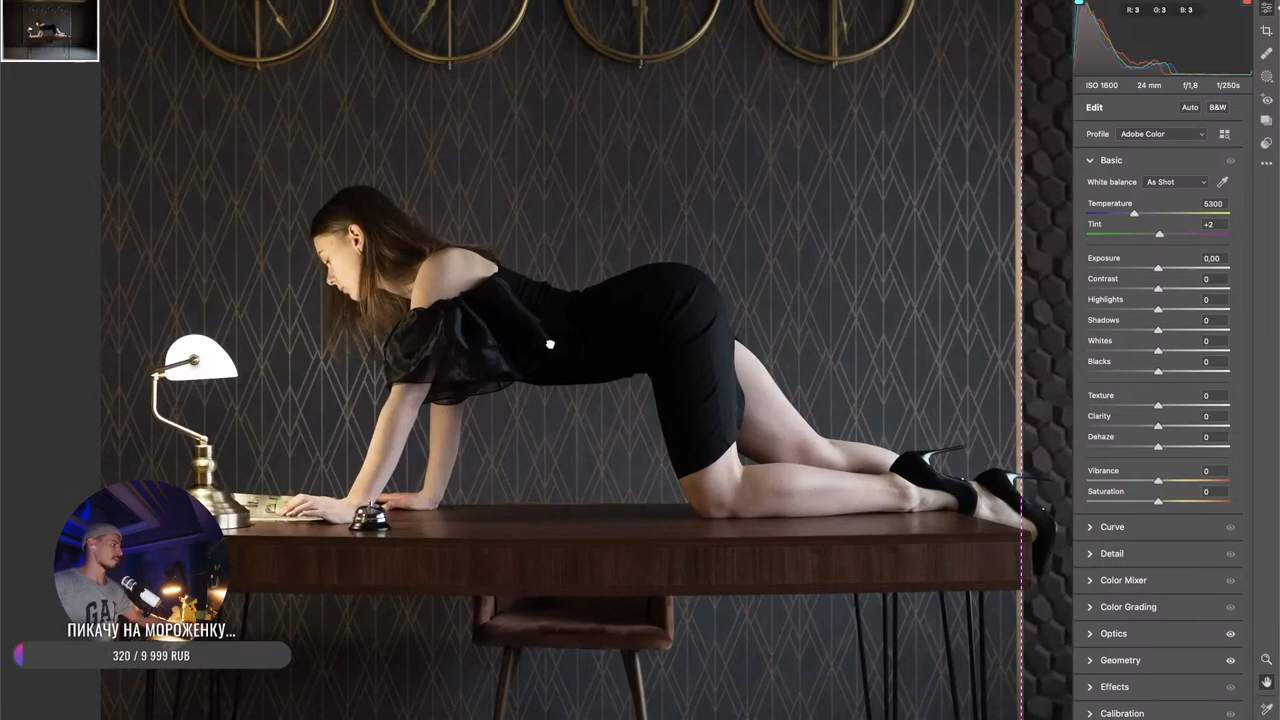 R: 3 G: 3 B: 3
ISO 1600 24 mm f/1,8 1/250s
Edit Auto B&W
Profile Adobe Color
Basic
White balance As Shot
Temperature 5300
Tint +2
Exposure 0,00
Contrast 0
Highlights 0
Shadows 0
Whites 0
Blacks 0
Texture 0
Clarity 0
Dehaze 0
Vibrance 0
Saturation 0
Curve
Detail
Color Mixer
Color Grading
Optics
Geometry
Effects
Calibration
GAP
ПИКАЧУ НА МОРОЖЕНКУ...
320 / 9 999 RUB